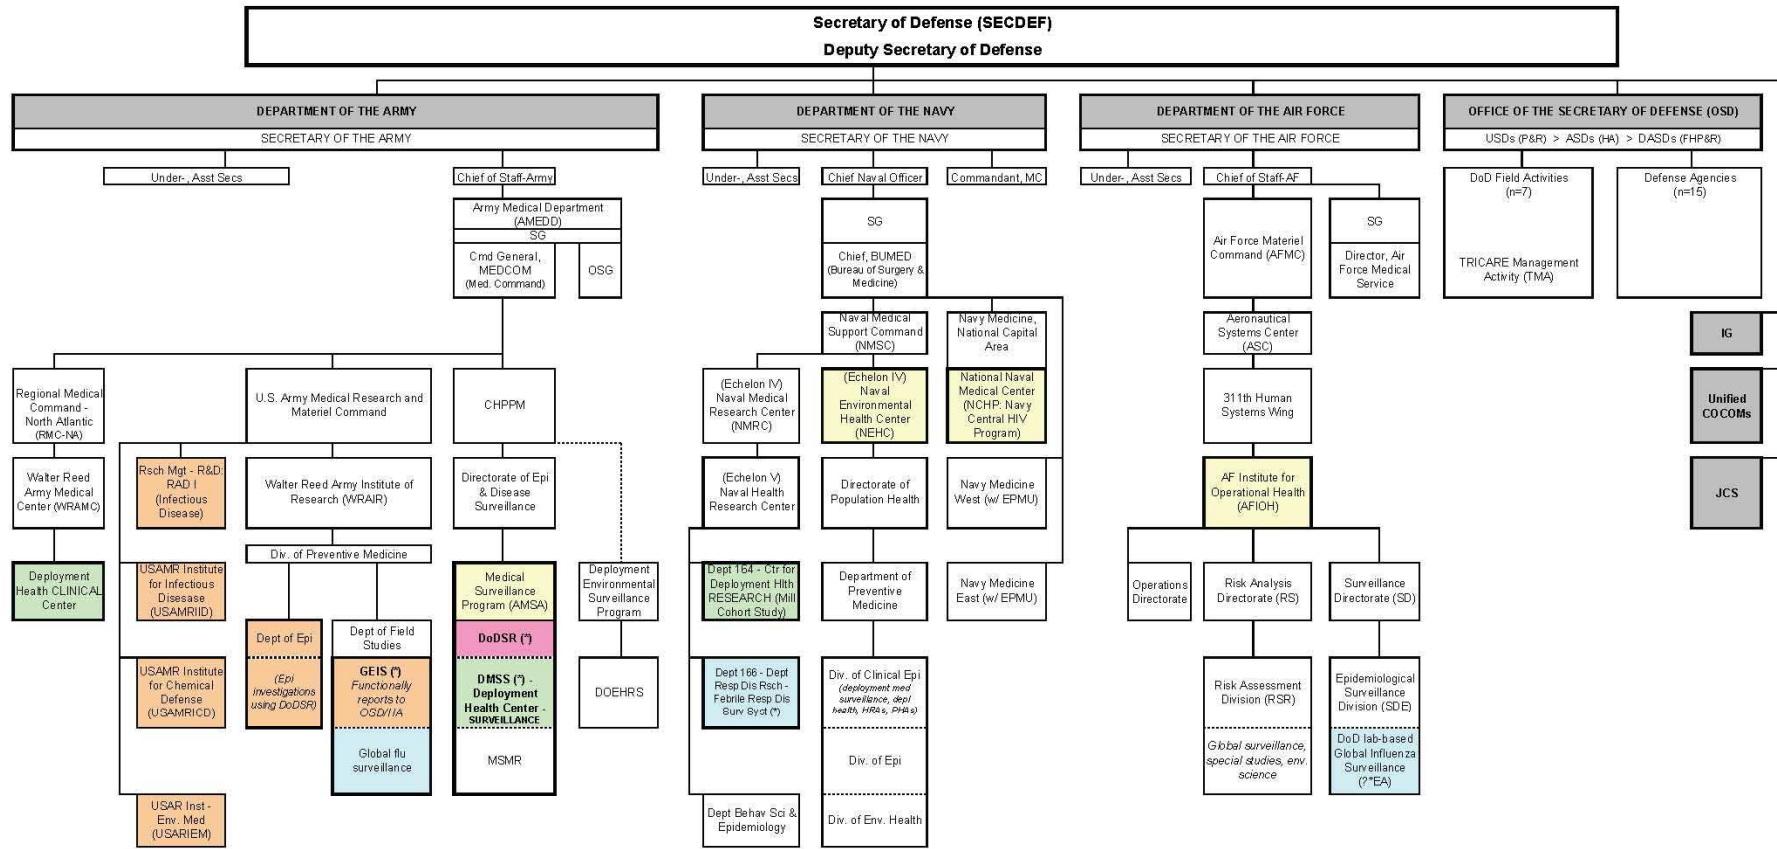 Secretary of Defense (SECDEF)
Deputy Secretary of Defense
DEPARTMENT OF THE ARMY
SECRETARY OF THE ARMY
DEPARTMENT OF THE NAVY
SECRETARY OF THE NAVY
DEPARTMENT OF THE AIR FORCE
SECRETARY OF THE AIR FORCE
OFFICE OF THE SECRETARY OF DEFENSE (OSD)
USDs (P&R) > ASDs (HA) > DASDs (FHP&R)
Under-, Asst Secs
Chief of Staff-Army
Under-, Asst Secs
Chief Naval Officer
Commandant, MC
Under-, Asst Secs
Chief of Staff-AF
DoD Field Activities
(n=7)
TRICARE Management
Activity (TMA)
Defense Agencies
(n=15)
Army Medical Department
(AMEDD)
SG
Cmd General,
MEDCOM
(Med. Command)
OSG
SG
Chief, BUMED
(Bureau of Surgery &
Medicine)
Air Force Materiel
Command (AFMC)
SG
Director, Air
Force Medical
Service
Naval Medical
Support Command
(NMSC)
Navy Medicine,
National Capital
Area
Aeronautical
Systems Center
(ASC)
IG
Regional Medical
Command -
North Atlantic
(RMC-NA)
U.S. Army Medical Research and
Materiel Command
CHPPM
(Echelon IV)
Naval Medical
Research Center
(NMRC)
(Echelon IV)
Naval
Environmental
Health Center
(NEHC)
National Naval
Medical Center
(NCHP: Navy
Central HIV
Program)
311th Human
Systems Wing
Unified
COCOMs
Walter Reed
Army Medical
Center (WRAMC)
Rsch Mgt - R&D:
RAD I
(Infectious
Disease)
Walter Reed Army Institute of
Research (WRAIR)
Directorate of Epi
& Disease
Surveillance
(Echelon V)
Naval Health
Research Center
Directorate of
Population Health
Navy Medicine
West (w/ EPMU)
AF Institute for
Operational Health
(AFIOH)
JCS
Div. of Preventive Medicine
Deployment
Health CLINICAL
Center
USAMR Institute
for Infectious
Disease
(USAMRIID)
Medical
Surveillance
Program (AMSA)
Deployment
Environmental
Surveillance
Program
Dept 164 - Ctr for
Deployment Hlth
RESEARCH (Mill
Cohort Study)
Department of
Preventive
Medicine
Navy Medicine
East (w/ EPMU)
Operations
Directorate
Risk Analysis
Directorate (RS)
Surveillance
Directorate (SD)
Dept of Epi
(Epi
investigations
using DoDSR)
Dept of Field
Studies
GEIS (*)
Functionally
reports to
OSD/HA
Global flu
surveillance
DoDSR (*)
DMSS (*) -
Deployment
Health Center -
SURVEILLANCE
MSMR
USAMR Institute
for Chemical
Defense
(USAMRICD)
DOEHRS
Dept 166 - Dept
Resp Dis Rsch -
Febrile Resp Dis
Surv Syst (*)
Div. of Clinical Epi
(deployment med
surveillance, depl
health, HRAs, PHAs)
Div. of Epi
Div. of Env. Health
Risk Assessment
Division (RSR)
Global surveillance,
special studies, env.
science
Epidemiological
Surveillance
Division (SDE)
DoD lab-based
Global Influenza
Surveillance
(?*EA)
USAR Inst -
Env. Med
(USARIEM)
Dept Behav Sci &
Epidemiology